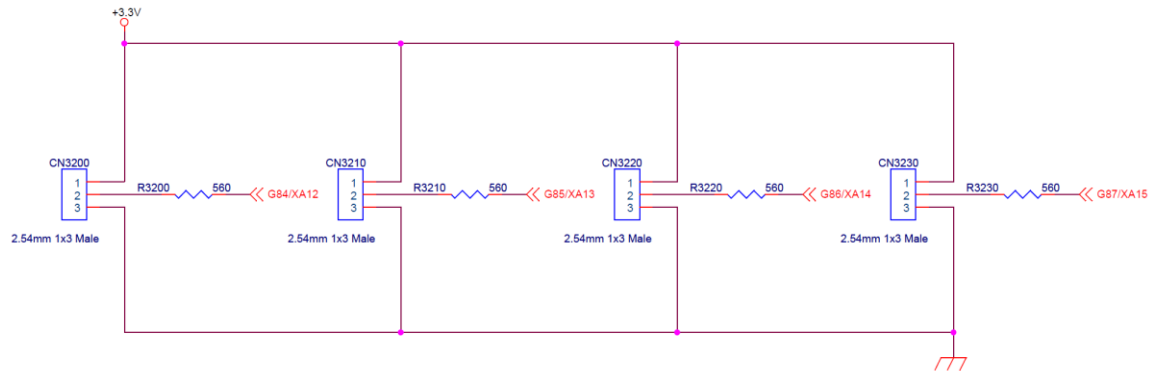 +3.3V
CN3200
1
2
3
R3200 560 G84/XA12
2.54mm 1x3 Male
CN3210
1
2
3
R3210 560 G85/XA13
2.54mm 1x3 Male
CN3220
1
2
3
R3220 560 G86/XA14
2.54mm 1x3 Male
CN3230
1
2
3
R3230 560 G87/XA15
2.54mm 1x3 Male